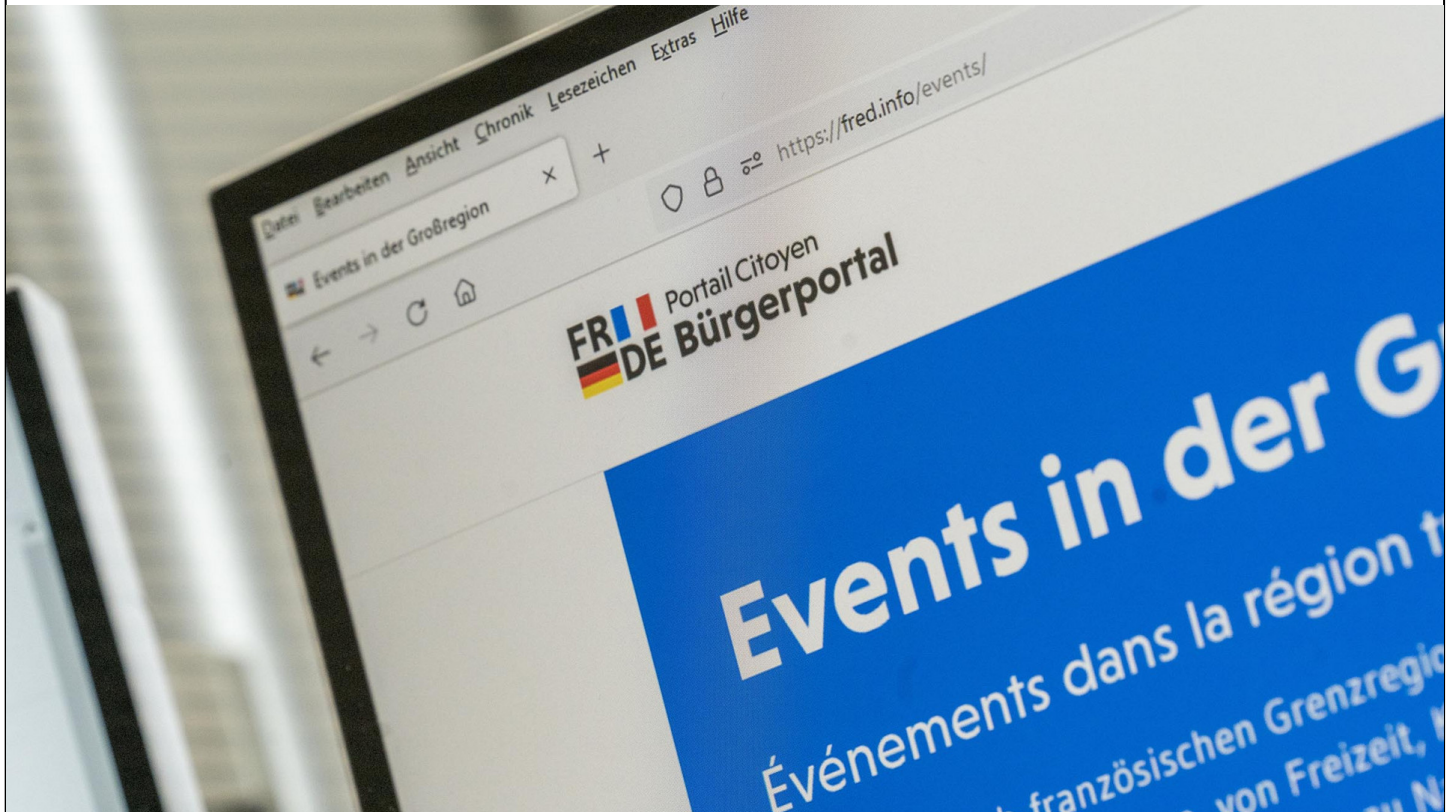 Datei Bearbeiten Ansicht Chronik Lesezeichen Extras Hilfe
Events in der Großregion
https://fred.info/events/
FR Portail Citoyen
DE Bürgerportal
Events in der G
Événements dans la région
französischen Grenzregio
von Freizeit,